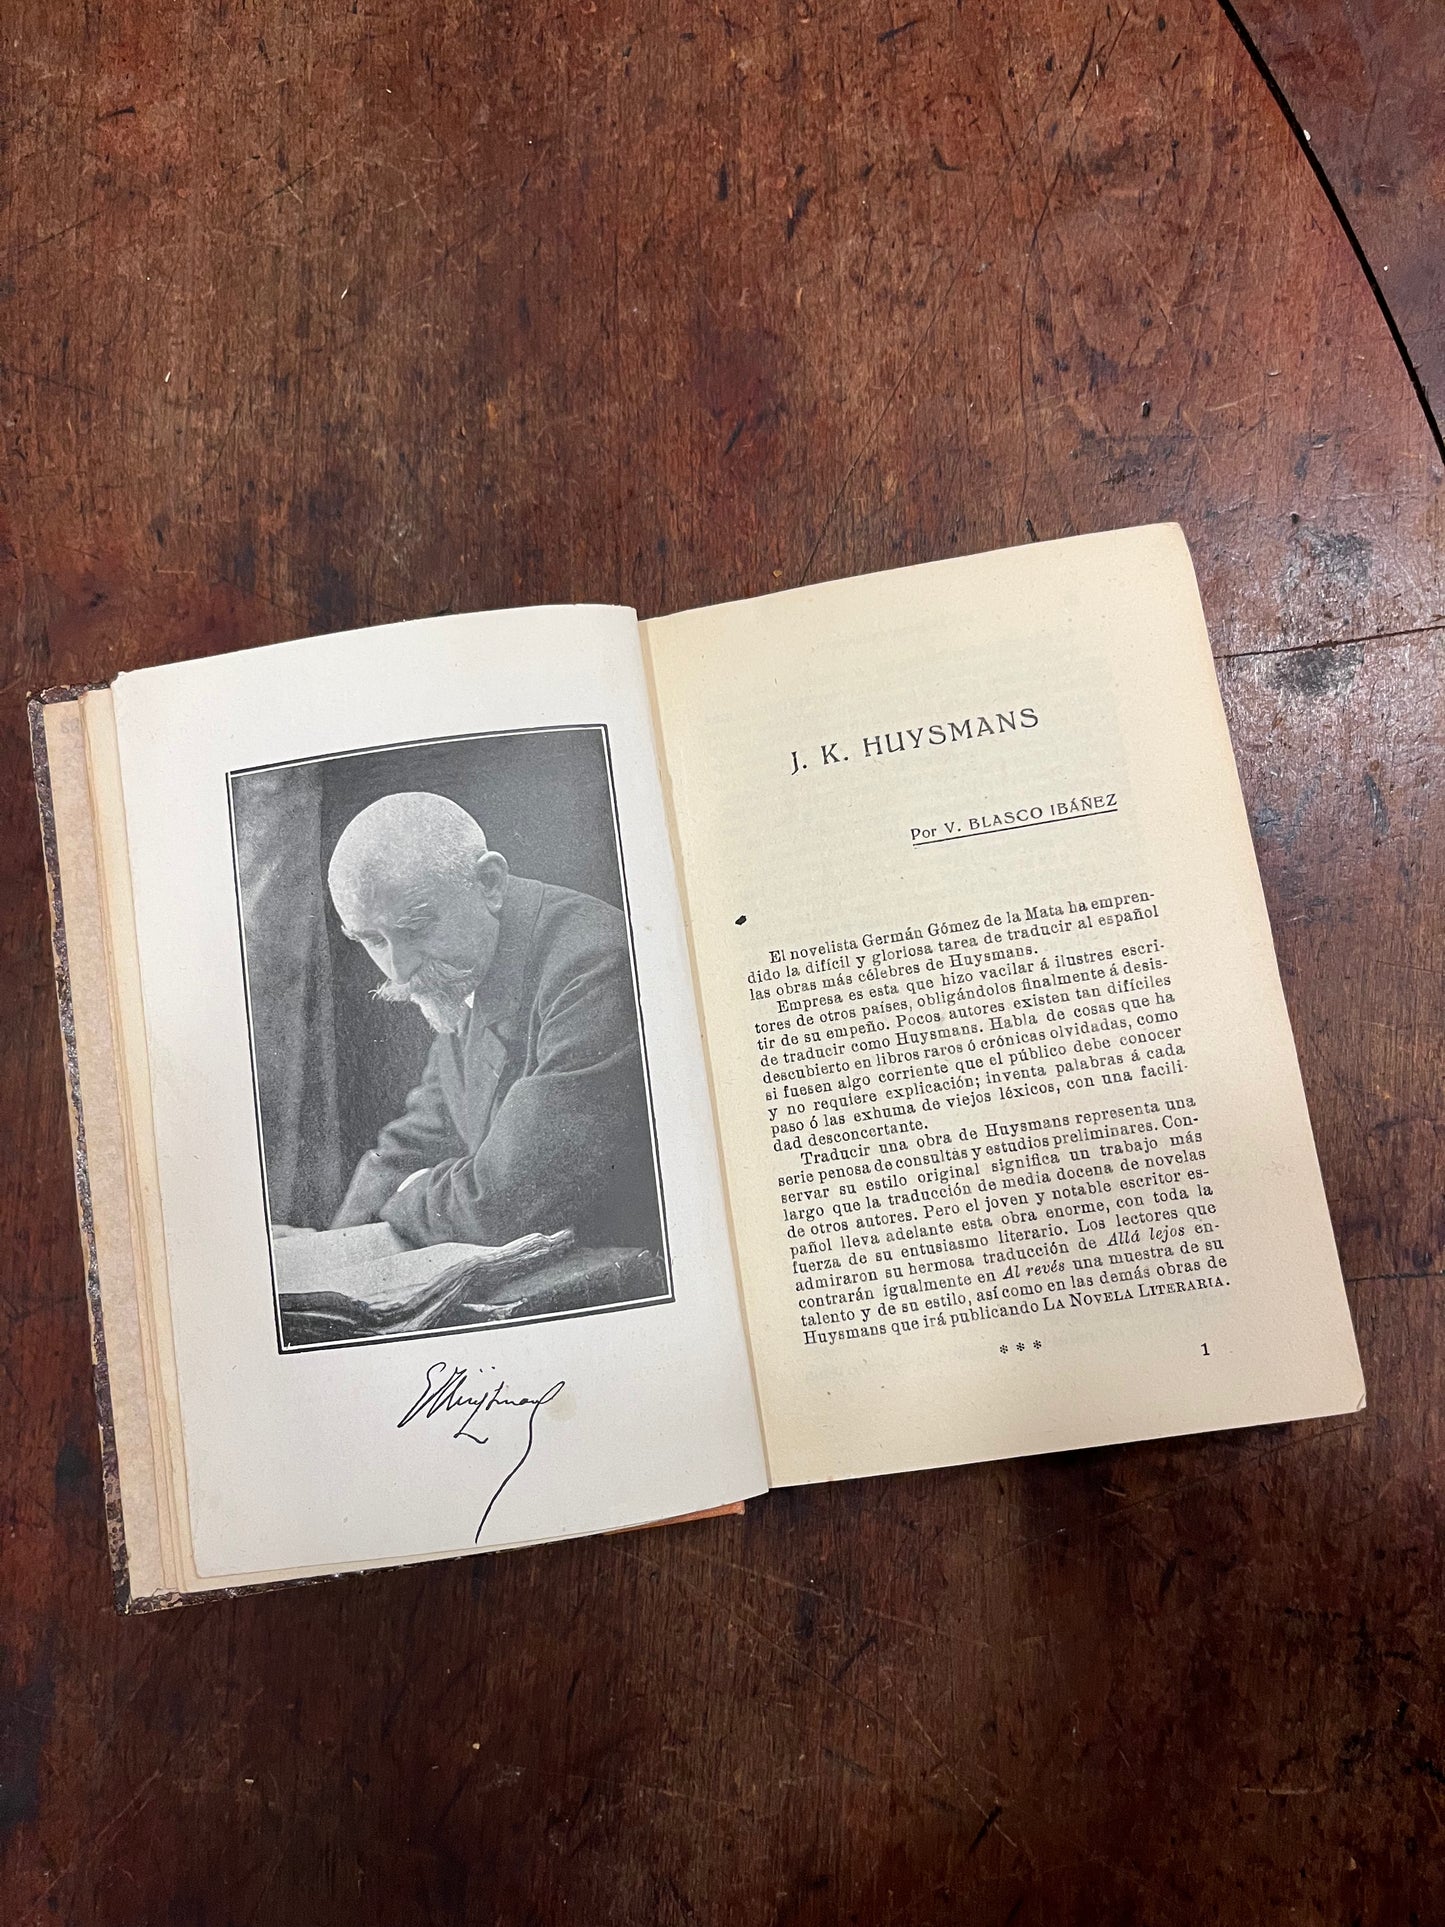 J. K. HUYSMANS
Por V. BLASCO IBÁÑEZ
El novelista Germán Gómez de la Mata ha empren-
dido la difícil y gloriosa tarea de traducir al español
las obras más célebres de Huysmans.
Empresa es esta que hizo vacilar á ilustres escri-
tores de otros países, obligándolos finalmente á desis-
tir de su empeño. Pocos autores existen tan difíciles
de traducir como Huysmans. Habla de cosas que ha
descubierto en libros raros ó crónicas olvidadas, como
si fuesen algo corriente que el público debe conocer
y no requiere explicación; inventa palabras á cada
paso ó las exhuma de viejos léxicos, con una facili-
dad desconcertante.
Traducir una obra de Huysmans representa una
serie penosa de consultas y estudios preliminares. Con-
servar su estilo original significa un trabajo más
largo que la traducción de media docena de novelas
de otros autores. Pero el joven y notable escritor es-
pañol lleva adelante esta obra enorme, con toda la
fuerza de su entusiasmo literario. Los lectores que
admiraron su hermosa traducción de Allá lejos en-
contrarán igualmente en Al revés una muestra de su
talento y de su estilo, así como en las demás obras de
Huysmans que irá publicando LA NOVELA LITERARIA.
* * *
1